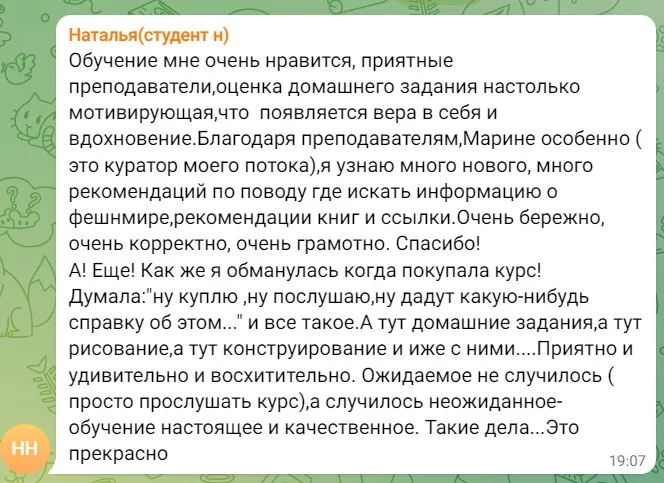 Наталья(студент н)
Обучение мне очень нравится, приятные
преподаватели,оценка домашнего задания настолько
мотивирующая,что  появляется вера в себя и
вдохновение.Благодаря преподавателям,Марине особенно (
это куратор моего потока),я узнаю много нового, много
рекомендаций по поводу где искать информацию о
фешнмире,рекомендации книг и ссылки.Очень бережно,
очень корректно, очень грамотно. Спасибо!
А! Еще! Как же я обманулась когда покупала курс!
Думала:"ну куплю ,ну послушаю,ну дадут какую-нибудь
справку об этом..." и все такое.А тут домашние задания,а тут
рисование,а тут конструирование и иже с ними....Приятно и
удивительно и восхитительно. Ожидаемое не случилось (
просто прослушать курс),а случилось неожиданное-
обучение настоящее и качественное. Такие дела...Это
прекрасно
19:07
НН